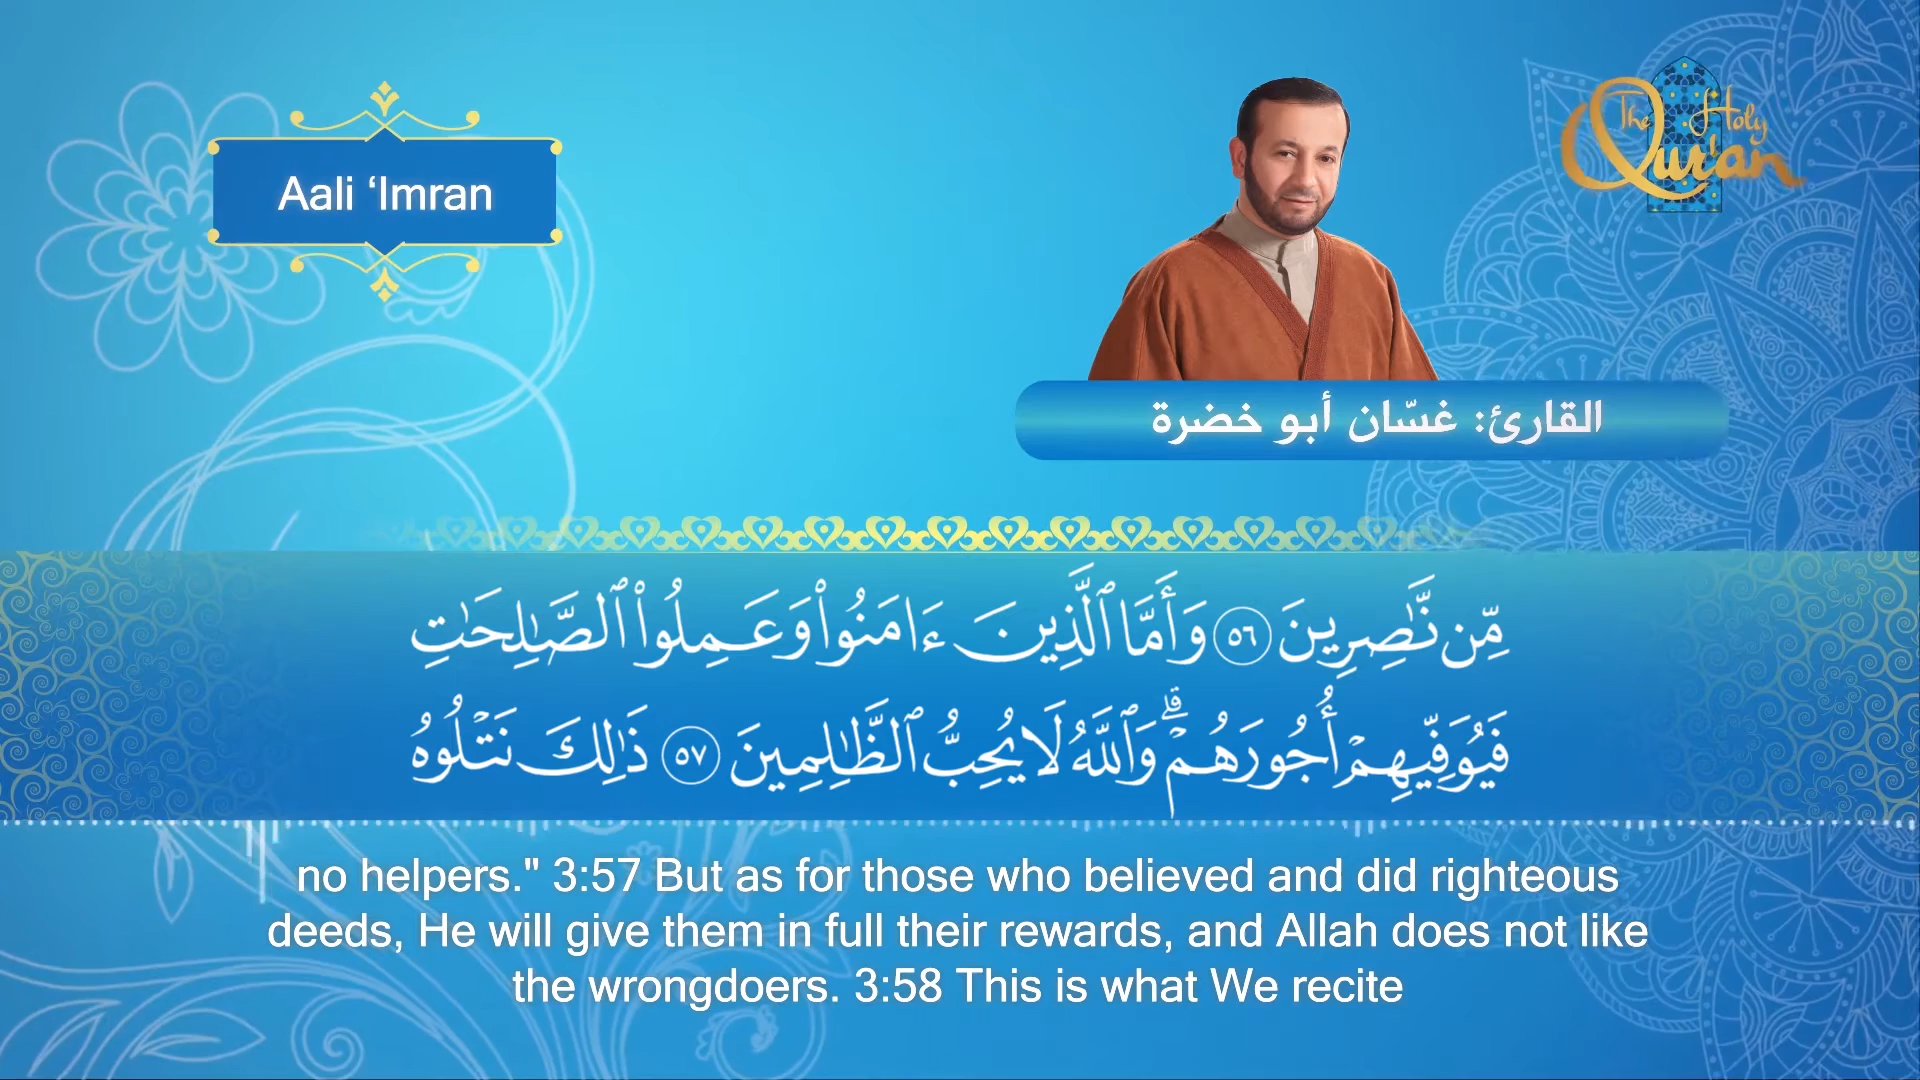 Aali ‘Imran
The Holy
Qur'an
القارئ: غسّان أبو خضرة
مِّن نَّٰصِرِينَ ٥٦ وَأَمَّا ٱلَّذِينَ ءَامَنُوا۟ وَعَمِلُوا۟ ٱلصَّٰلِحَٰتِ
فَيُوَفِّيهِمْ أُجُورَهُمْ ۗ وَٱللَّهُ لَا يُحِبُّ ٱلظَّٰلِمِينَ ٥٧ ذَٰلِكَ نَتْلُوهُ
no helpers." 3:57 But as for those who believed and did righteous
deeds, He will give them in full their rewards, and Allah does not like
the wrongdoers. 3:58 This is what We recite